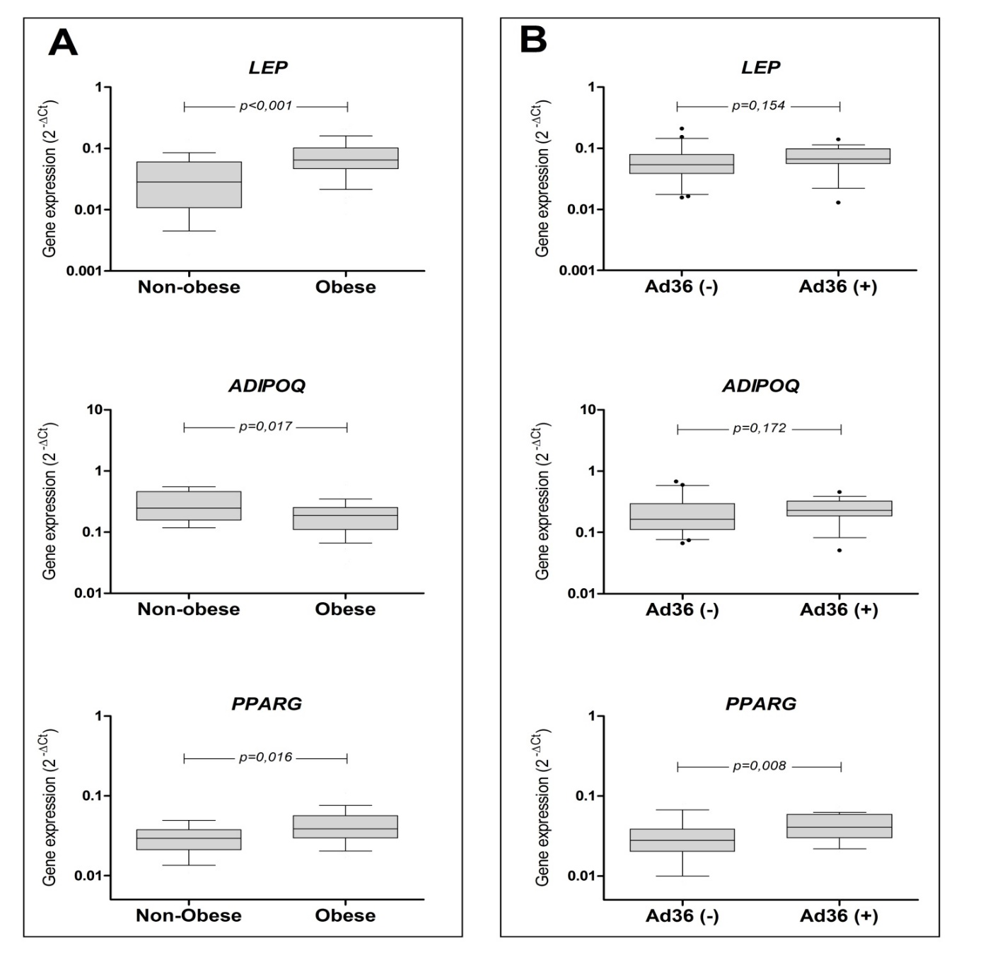 A
LEP
Gene expression (2^-ΔCt)
1
0.1
0.01
0.001
p<0,001
Non-obese Obese
ADIPOQ
Gene expression (2^-ΔCt)
10
1
0.1
0.01
p=0,017
Non-obese Obese
PPARG
Gene expression (2^-ΔCt)
1
0.1
0.01
p=0,016
Non-Obese Obese
B
LEP
Gene expression (2^-ΔCt)
1
0.1
0.01
0.001
p=0,154
Ad36 (-) Ad36 (+)
ADIPOQ
Gene expression (2^-ΔCt)
10
1
0.1
0.01
p=0,172
Ad36 (-) Ad36 (+)
PPARG
Gene expression (2^-ΔCt)
1
0.1
0.01
p=0,008
Ad36 (-) Ad36 (+)